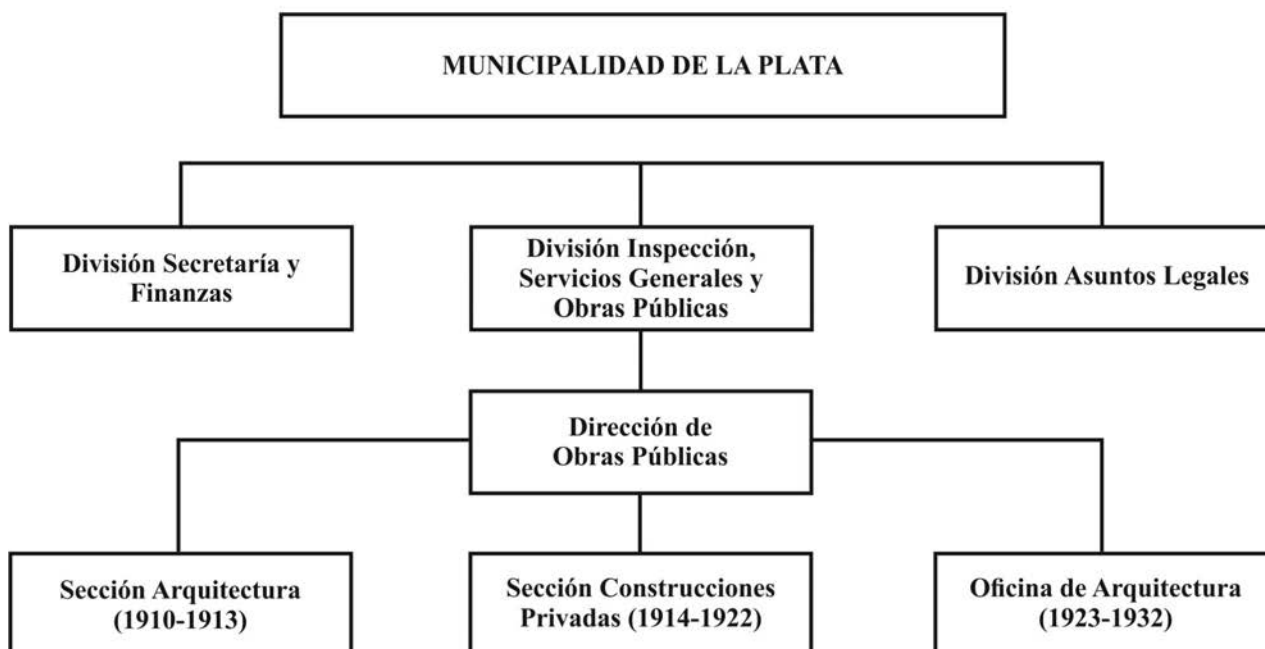 MUNICIPALIDAD DE LA PLATA
División Secretaría y
Finanzas
División Inspección,
Servicios Generales y
Obras Públicas
División Asuntos Legales
Dirección de
Obras Públicas
Sección Arquitectura
(1910-1913)
Sección Construcciones
Privadas (1914-1922)
Oficina de Arquitectura
(1923-1932)